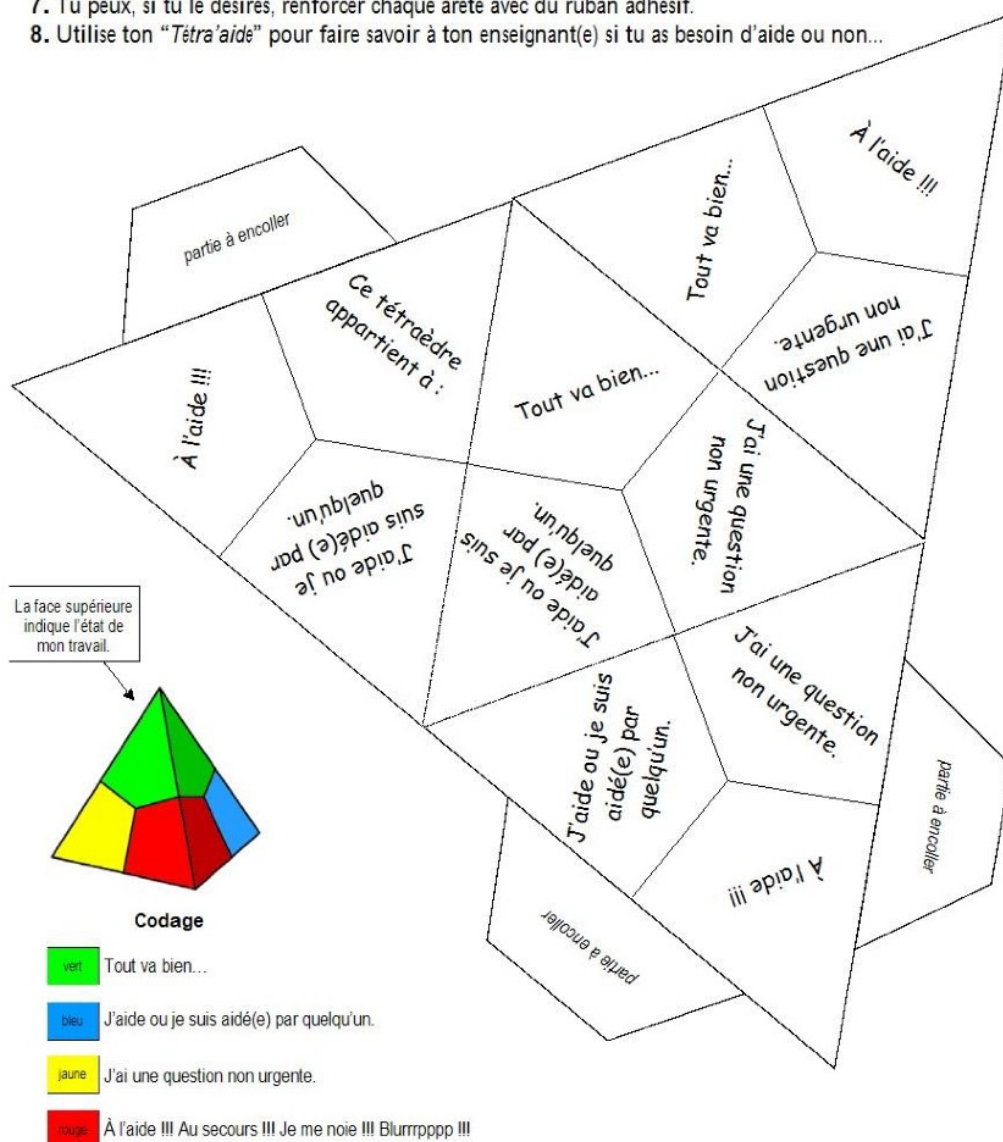 7. Tu peux, si tu le désires, renforcer chaque arête avec du ruban adhésif.
8. Utilise ton “Tétra’aide” pour faire savoir à ton enseignant(e) si tu as besoin d’aide ou non...
À l'aide !!!
Tout va bien...
partie à encoller
J'ai une question
non urgente.
Ce tétraèdre
appartient à :
Tout va bien...
À l'aide !!!
J'ai une question
non urgente.
J'aide ou je
suis aidé(e) par
quelqu'un.
J'aide ou je suis
aidé(e) par
quelqu'un.
La face supérieure
indique l'état de
mon travail.
J'ai une question
non urgente.
J'aide ou je suis
aidé(e) par
quelqu'un.
partie à encoller
À l'aide !!!
partie à encoller
Codage
vert Tout va bien...
bleu J'aide ou je suis aidé(e) par quelqu'un.
jaune J'ai une question non urgente.
rouge À l'aide !!! Au secours !!! Je me noie !!! Blurrrpppp !!!